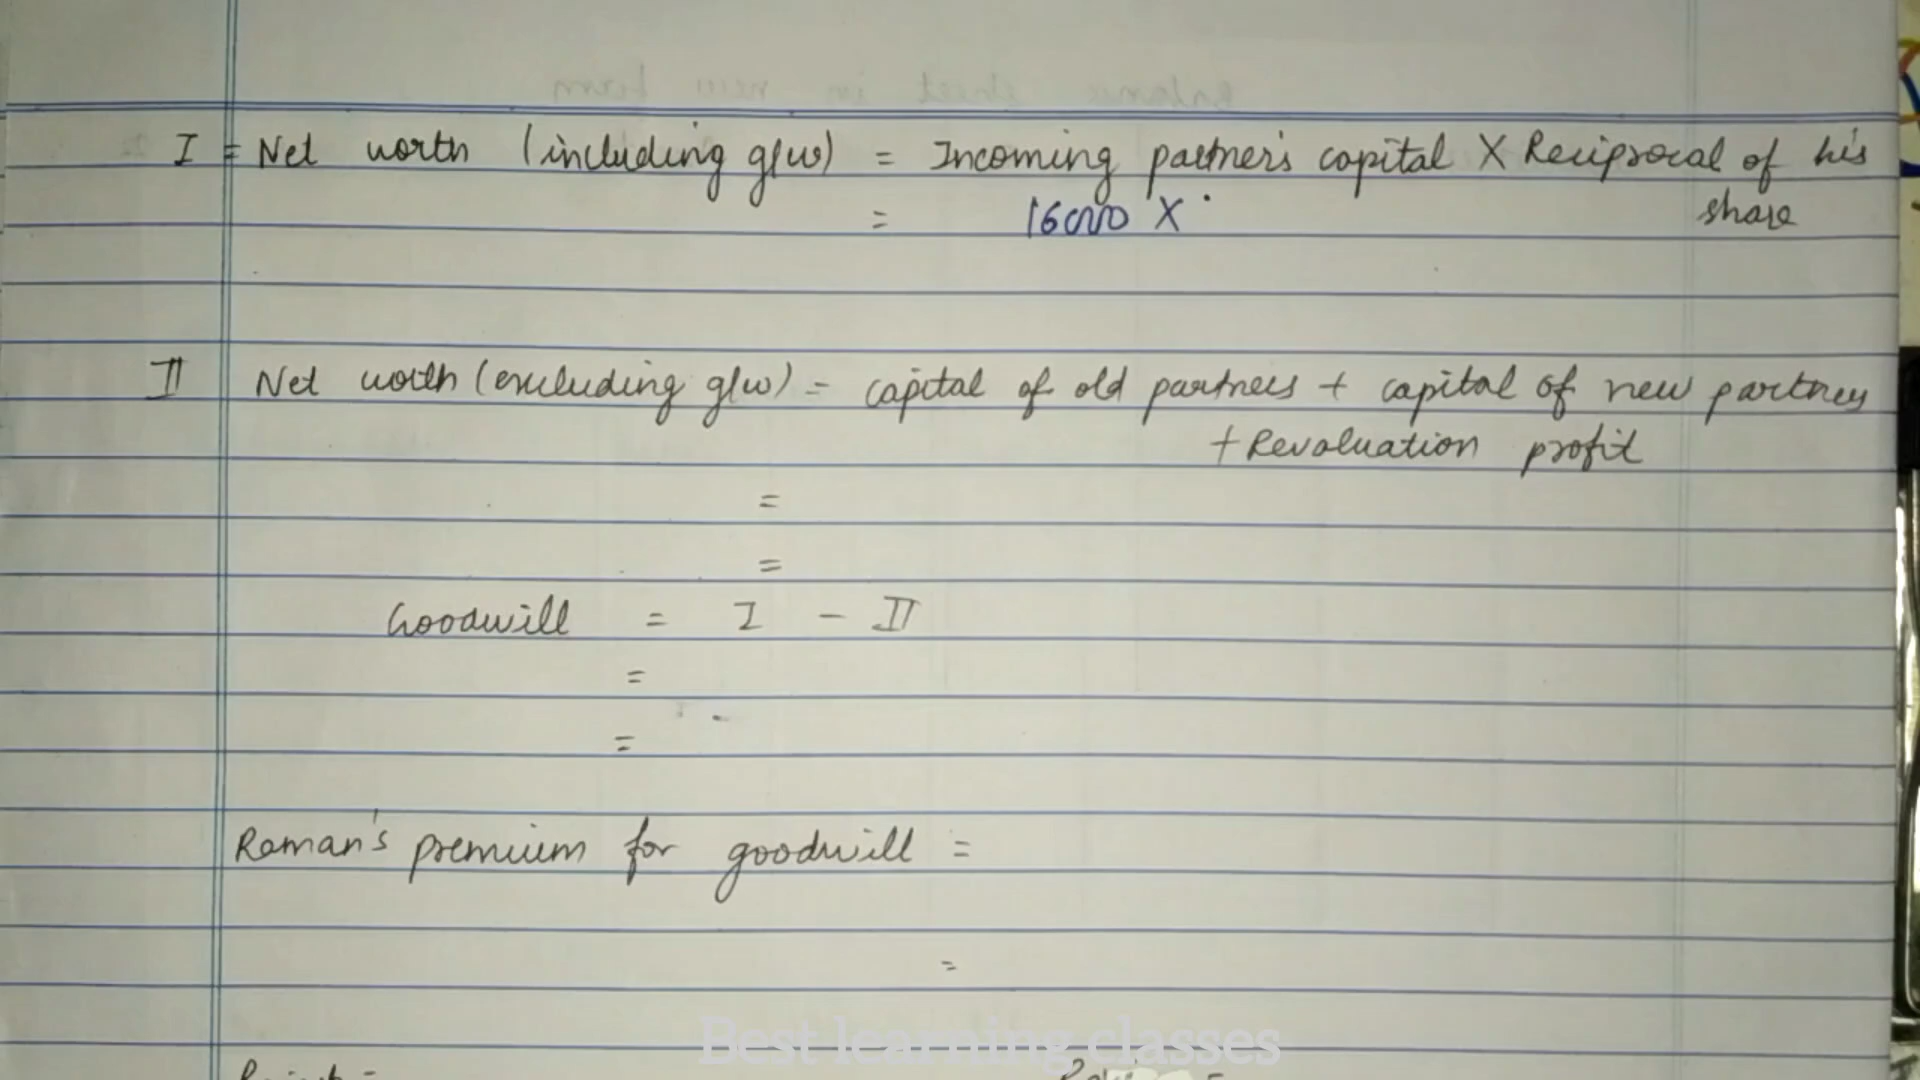 I = Net worth (including g/w) = Incoming partner's capital X Reciprocal of his
share
= 16000 X
II Net worth (excluding g/w) = capital of old partners + capital of new partner
+ Revaluation profit
=
=
Goodwill = I - II
=
=
Raman's premium for goodwill =
=
Best learning classes